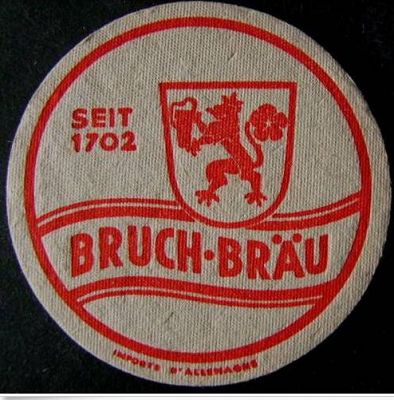 SEIT
1702
BRUCH·BRÄU
IMPORTÉ D'ALLEMAGNE